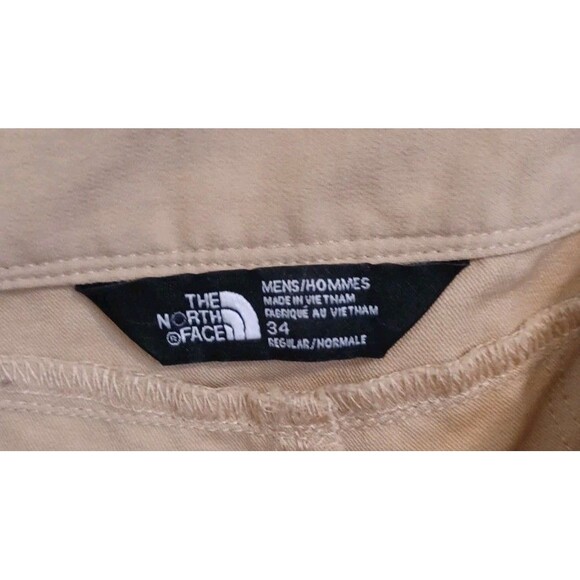 THE
NORTH
FACE®
MENS/HOMMES
MADE IN VIETNAM
FABRIQUÉ AU VIETNAM
34
REGULAR/NORMALE